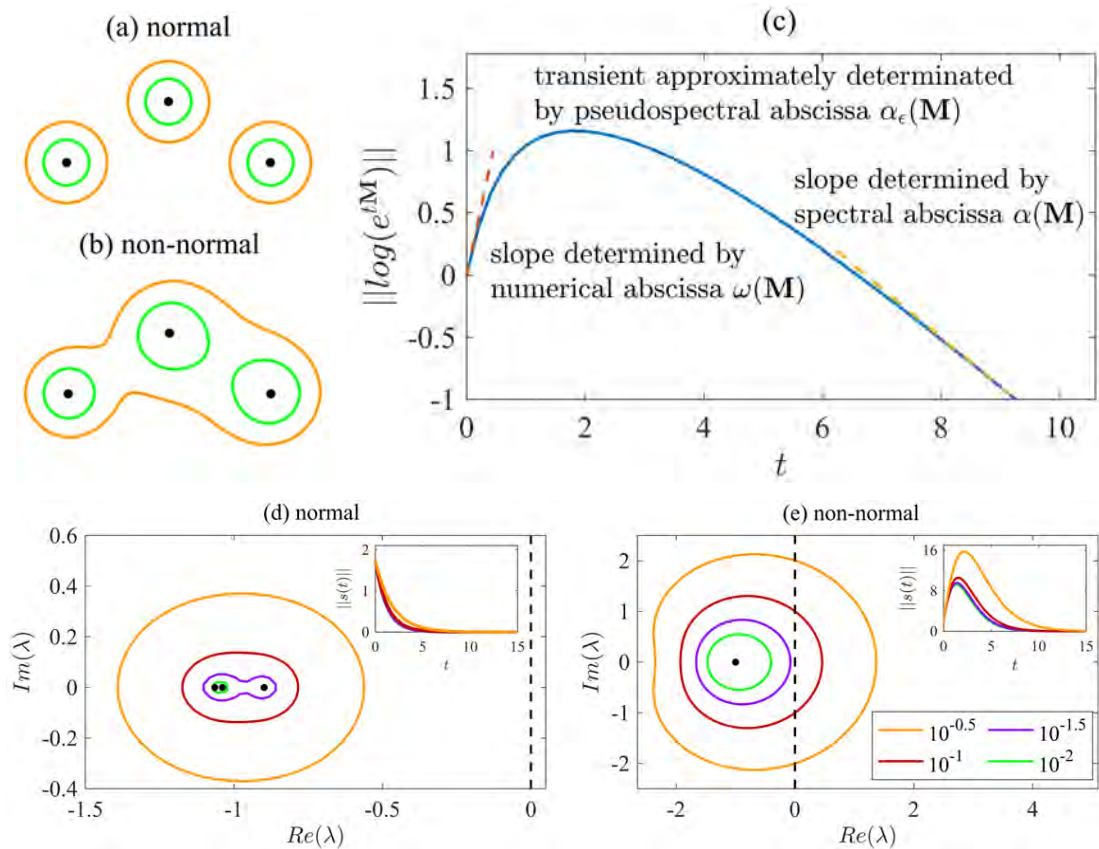 (a) normal
(b) non-normal
(c)
||log(e^{tM})||
1.5
1
0.5
0
-0.5
-1
transient approximately determinated
by pseudospectral abscissa α_ϵ(M)
slope determined by
spectral abscissa α(M)
slope determined by
numerical abscissa ω(M)
0 2 4 6 8 10
t
(d) normal
Im(λ)
0.6
0.4
0.2
0
-0.2
-0.4
-1.5 -1 -0.5 0
Re(λ)
||s(t)||
2
1
0
0 5 10 15
t
(e) non-normal
Im(λ)
2
1
0
-1
-2
-2 0 2 4
Re(λ)
||s(t)||
16
8
0
0 5 10 15
t
10^{-0.5} 10^{-1.5}
10^{-1} 10^{-2}